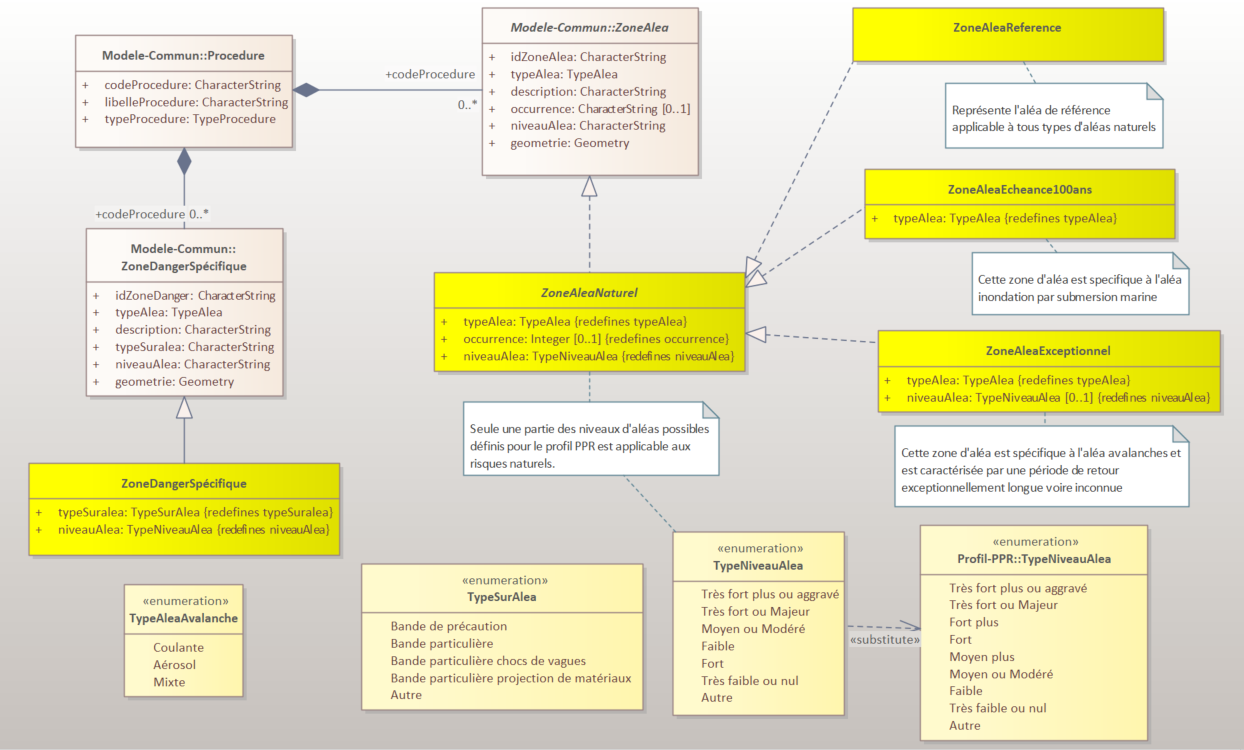 Modele-Commun::Procedure
+ codeProcedure: CharacterString
+ libelleProcedure: CharacterString
+ typeProcedure: TypeProcedure
+codeProcedure
0..*
Modele-Commun::ZoneAlea
+ idZoneAlea: CharacterString
+ typeAlea: TypeAlea
+ description: CharacterString
+ occurrence: CharacterString [0..1]
+ niveauAlea: CharacterString
+ geometrie: Geometry
ZoneAleaReference
Représente l'aléa de référence
applicable à tous types d'aléas naturels
ZoneAleaEcheance100ans
+ typeAlea: TypeAlea {redefines typeAlea}
Cette zone d'aléa est specifique à l'aléa
inondation par submersion marine
+codeProcedure 0..*
Modele-Commun::
ZoneDangerSpécifique
+ idZoneDanger: CharacterString
+ typeAlea: TypeAlea
+ description: CharacterString
+ typeSuralea: CharacterString
+ niveauAlea: CharacterString
+ geometrie: Geometry
ZoneAleaNaturel
+ typeAlea: TypeAlea {redefines typeAlea}
+ occurrence: Integer [0..1] {redefines occurrence}
+ niveauAlea: TypeNiveauAlea {redefines niveauAlea}
ZoneAleaExceptionnel
+ typeAlea: TypeAlea {redefines typeAlea}
+ niveauAlea: TypeNiveauAlea [0..1] {redefines niveauAlea}
Seule une partie des niveaux d'aléas possibles
définis pour le profil PPR est applicable aux
risques naturels.
Cette zone d'aléa est spécifique à l'aléa avalanches et
est caractérisée par une période de retour
exceptionnellement longue voire inconnue
ZoneDangerSpécifique
+ typeSuralea: TypeSurAlea {redefines typeSuralea}
+ niveauAlea: TypeNiveauAlea {redefines niveauAlea}
«enumeration»
TypeAleaAvalanche
Coulante
Aérosol
Mixte
«enumeration»
TypeSurAlea
Bande de précaution
Bande particulière
Bande particulière chocs de vagues
Bande particulière projection de matériaux
Autre
«enumeration»
TypeNiveauAlea
Très fort plus ou aggravé
Très fort ou Majeur
Moyen ou Modéré
Faible
Fort
Très faible ou nul
Autre
«substitute»
«enumeration»
Profil-PPR::TypeNiveauAlea
Très fort plus ou aggravé
Très fort ou Majeur
Fort plus
Fort
Moyen plus
Moyen ou Modéré
Faible
Très faible ou nul
Autre